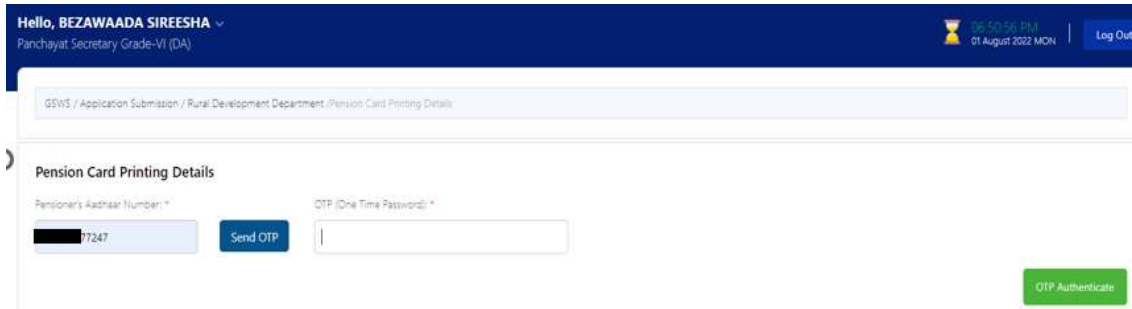 Hello, BEZAWAADA SIREESHA
Panchayat Secretary Grade-VI (DA)
06:50:56 PM
01 August 2022 MON
Log Out
GSWS / Application Submission / Rural Development Department /Pension Card Printing Details
Pension Card Printing Details
Pensioner's Aadhaar Number: *
OTP (One Time Password): *
77247
Send OTP
OTP Authenticate